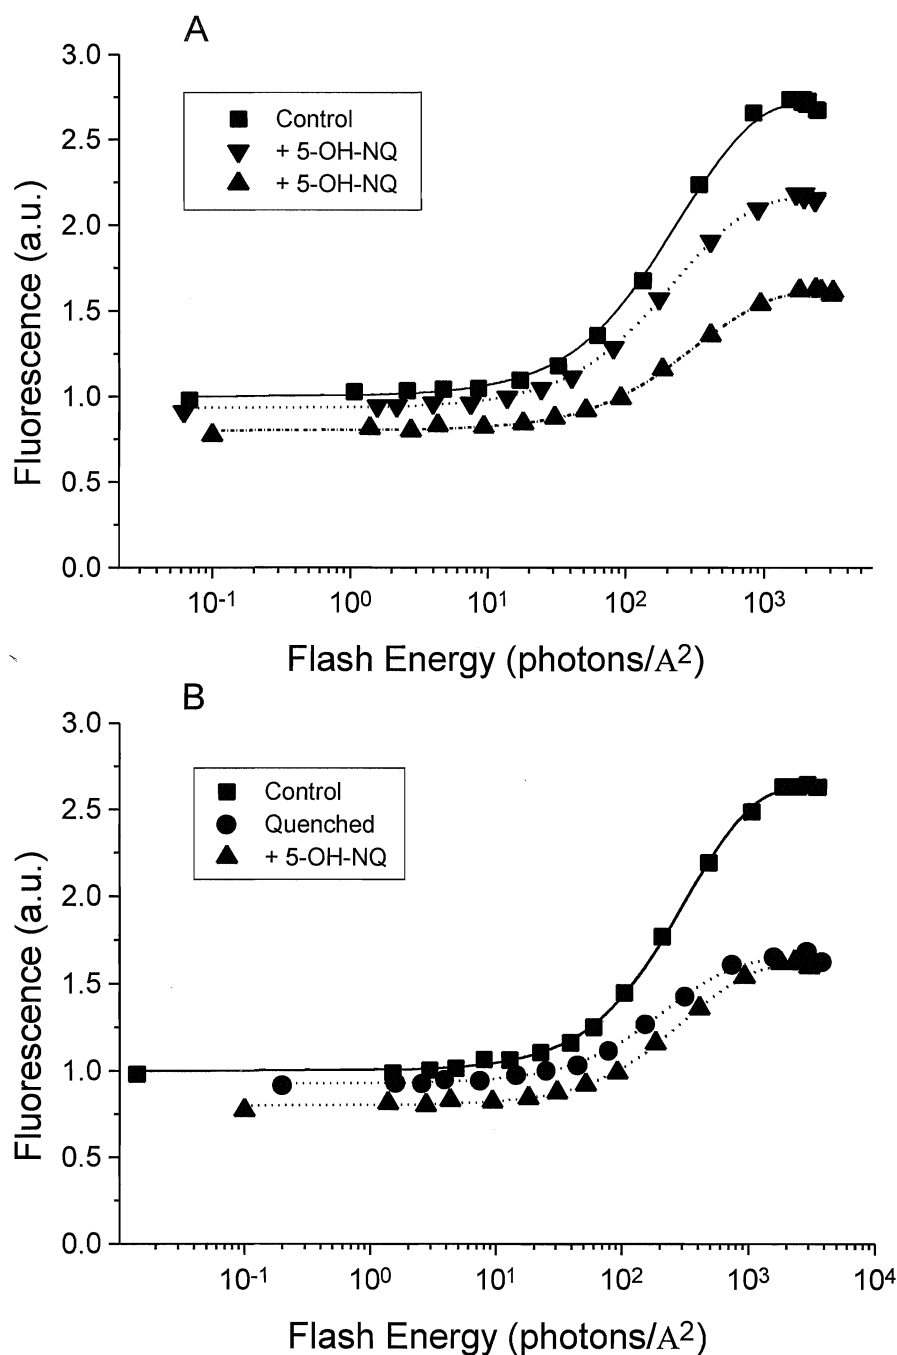 A
3.0
2.5
2.0
1.5
1.0
0.5
0.0
Fluorescence (a.u.)
Control
+ 5-OH-NQ
+ 5-OH-NQ
10-1 100 101 102 103
Flash Energy (photons/A2)
B
3.0
2.5
2.0
1.5
1.0
0.5
0.0
Fluorescence (a.u.)
Control
Quenched
+ 5-OH-NQ
10-1 100 101 102 103 104
Flash Energy (photons/A2)